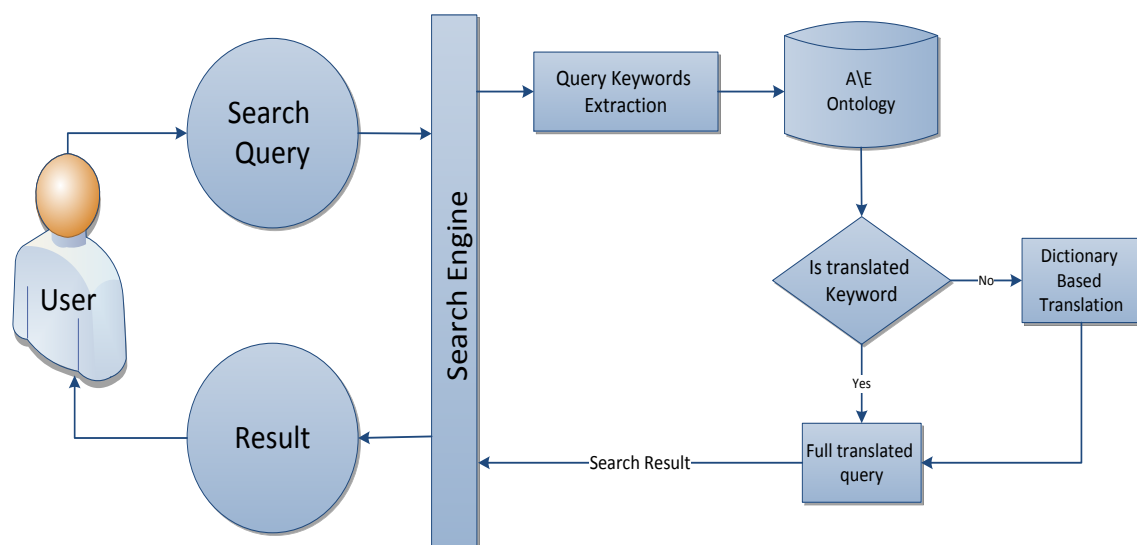 Search
Query
User
Result
Search Engine
Query Keywords
Extraction
A\E
Ontology
Is translated
Keyword
No
Dictionary
Based
Translation
Yes
Full translated
query
Search Result